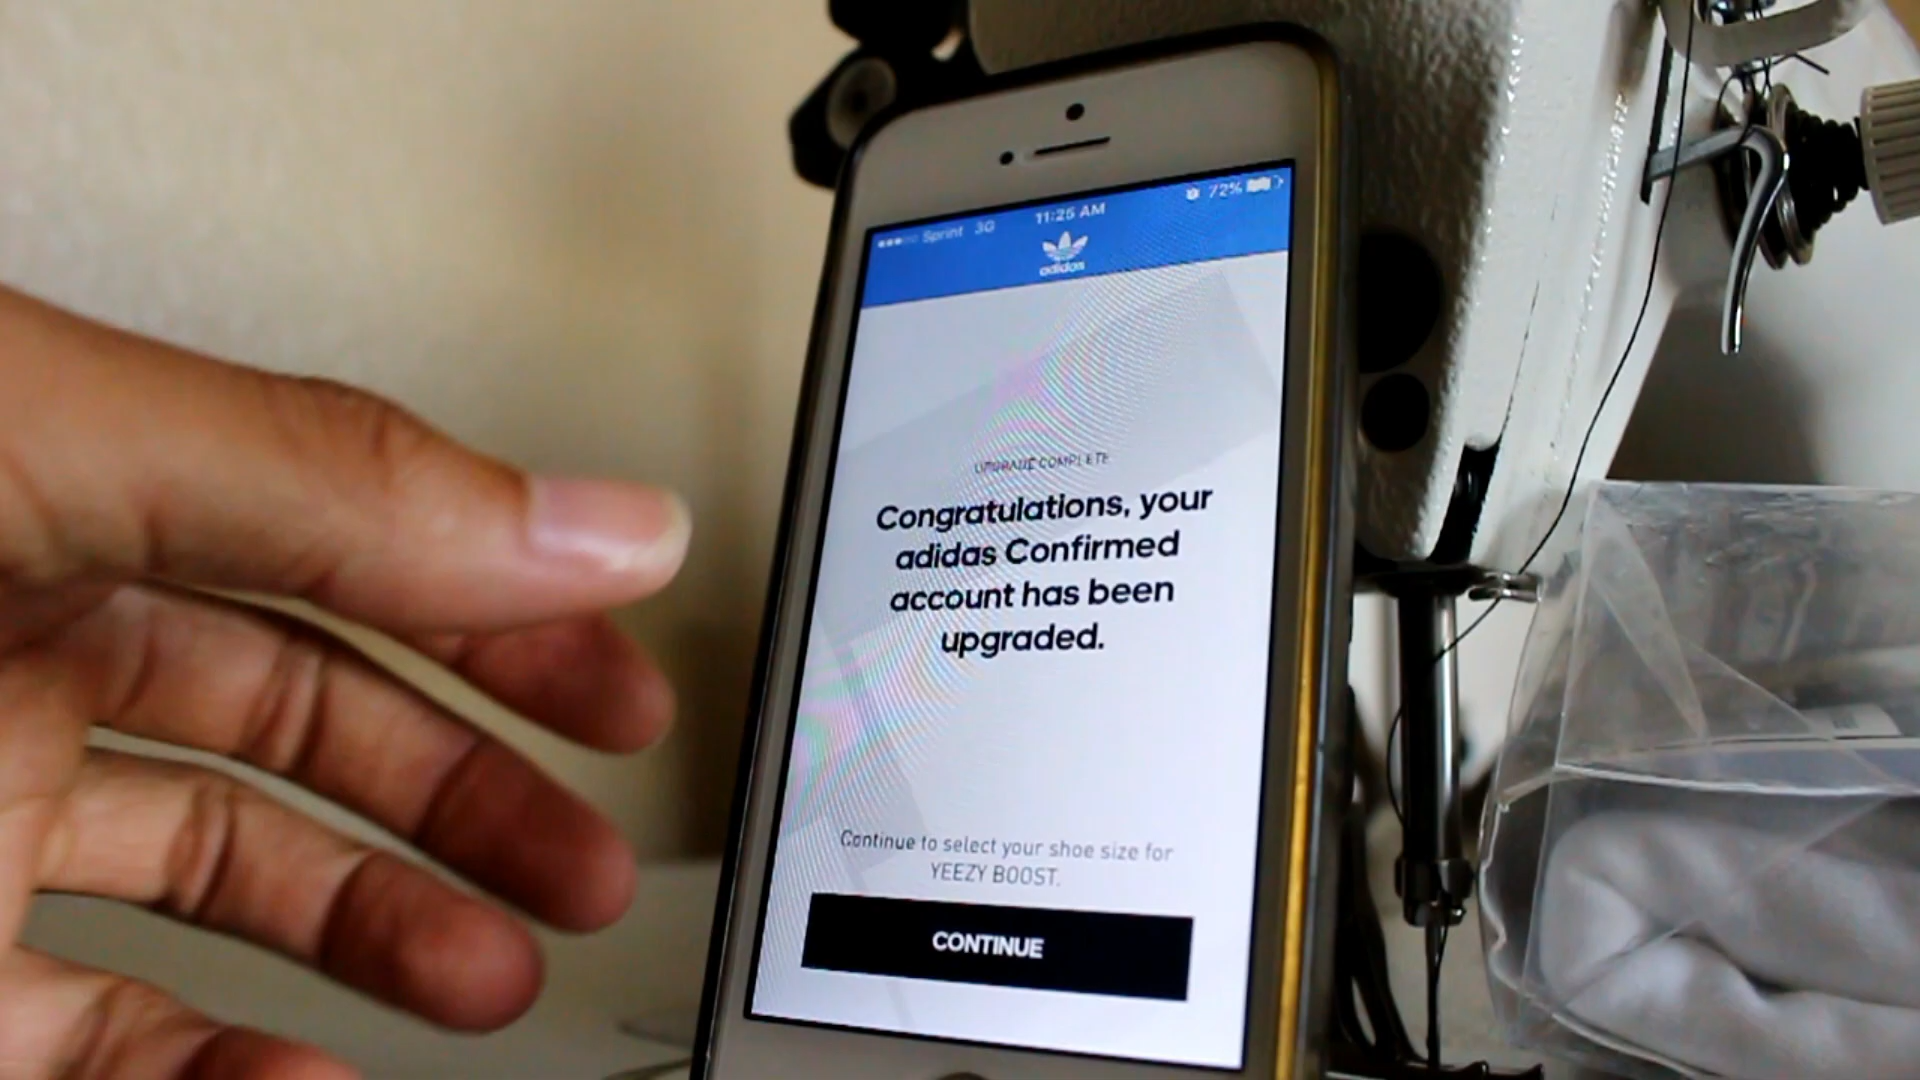 Sprint 3G 11:25 AM 72%
adidas
UPGRADE COMPLETE
Congratulations, your
adidas Confirmed
account has been
upgraded.
Continue to select your shoe size for
YEEZY BOOST.
CONTINUE